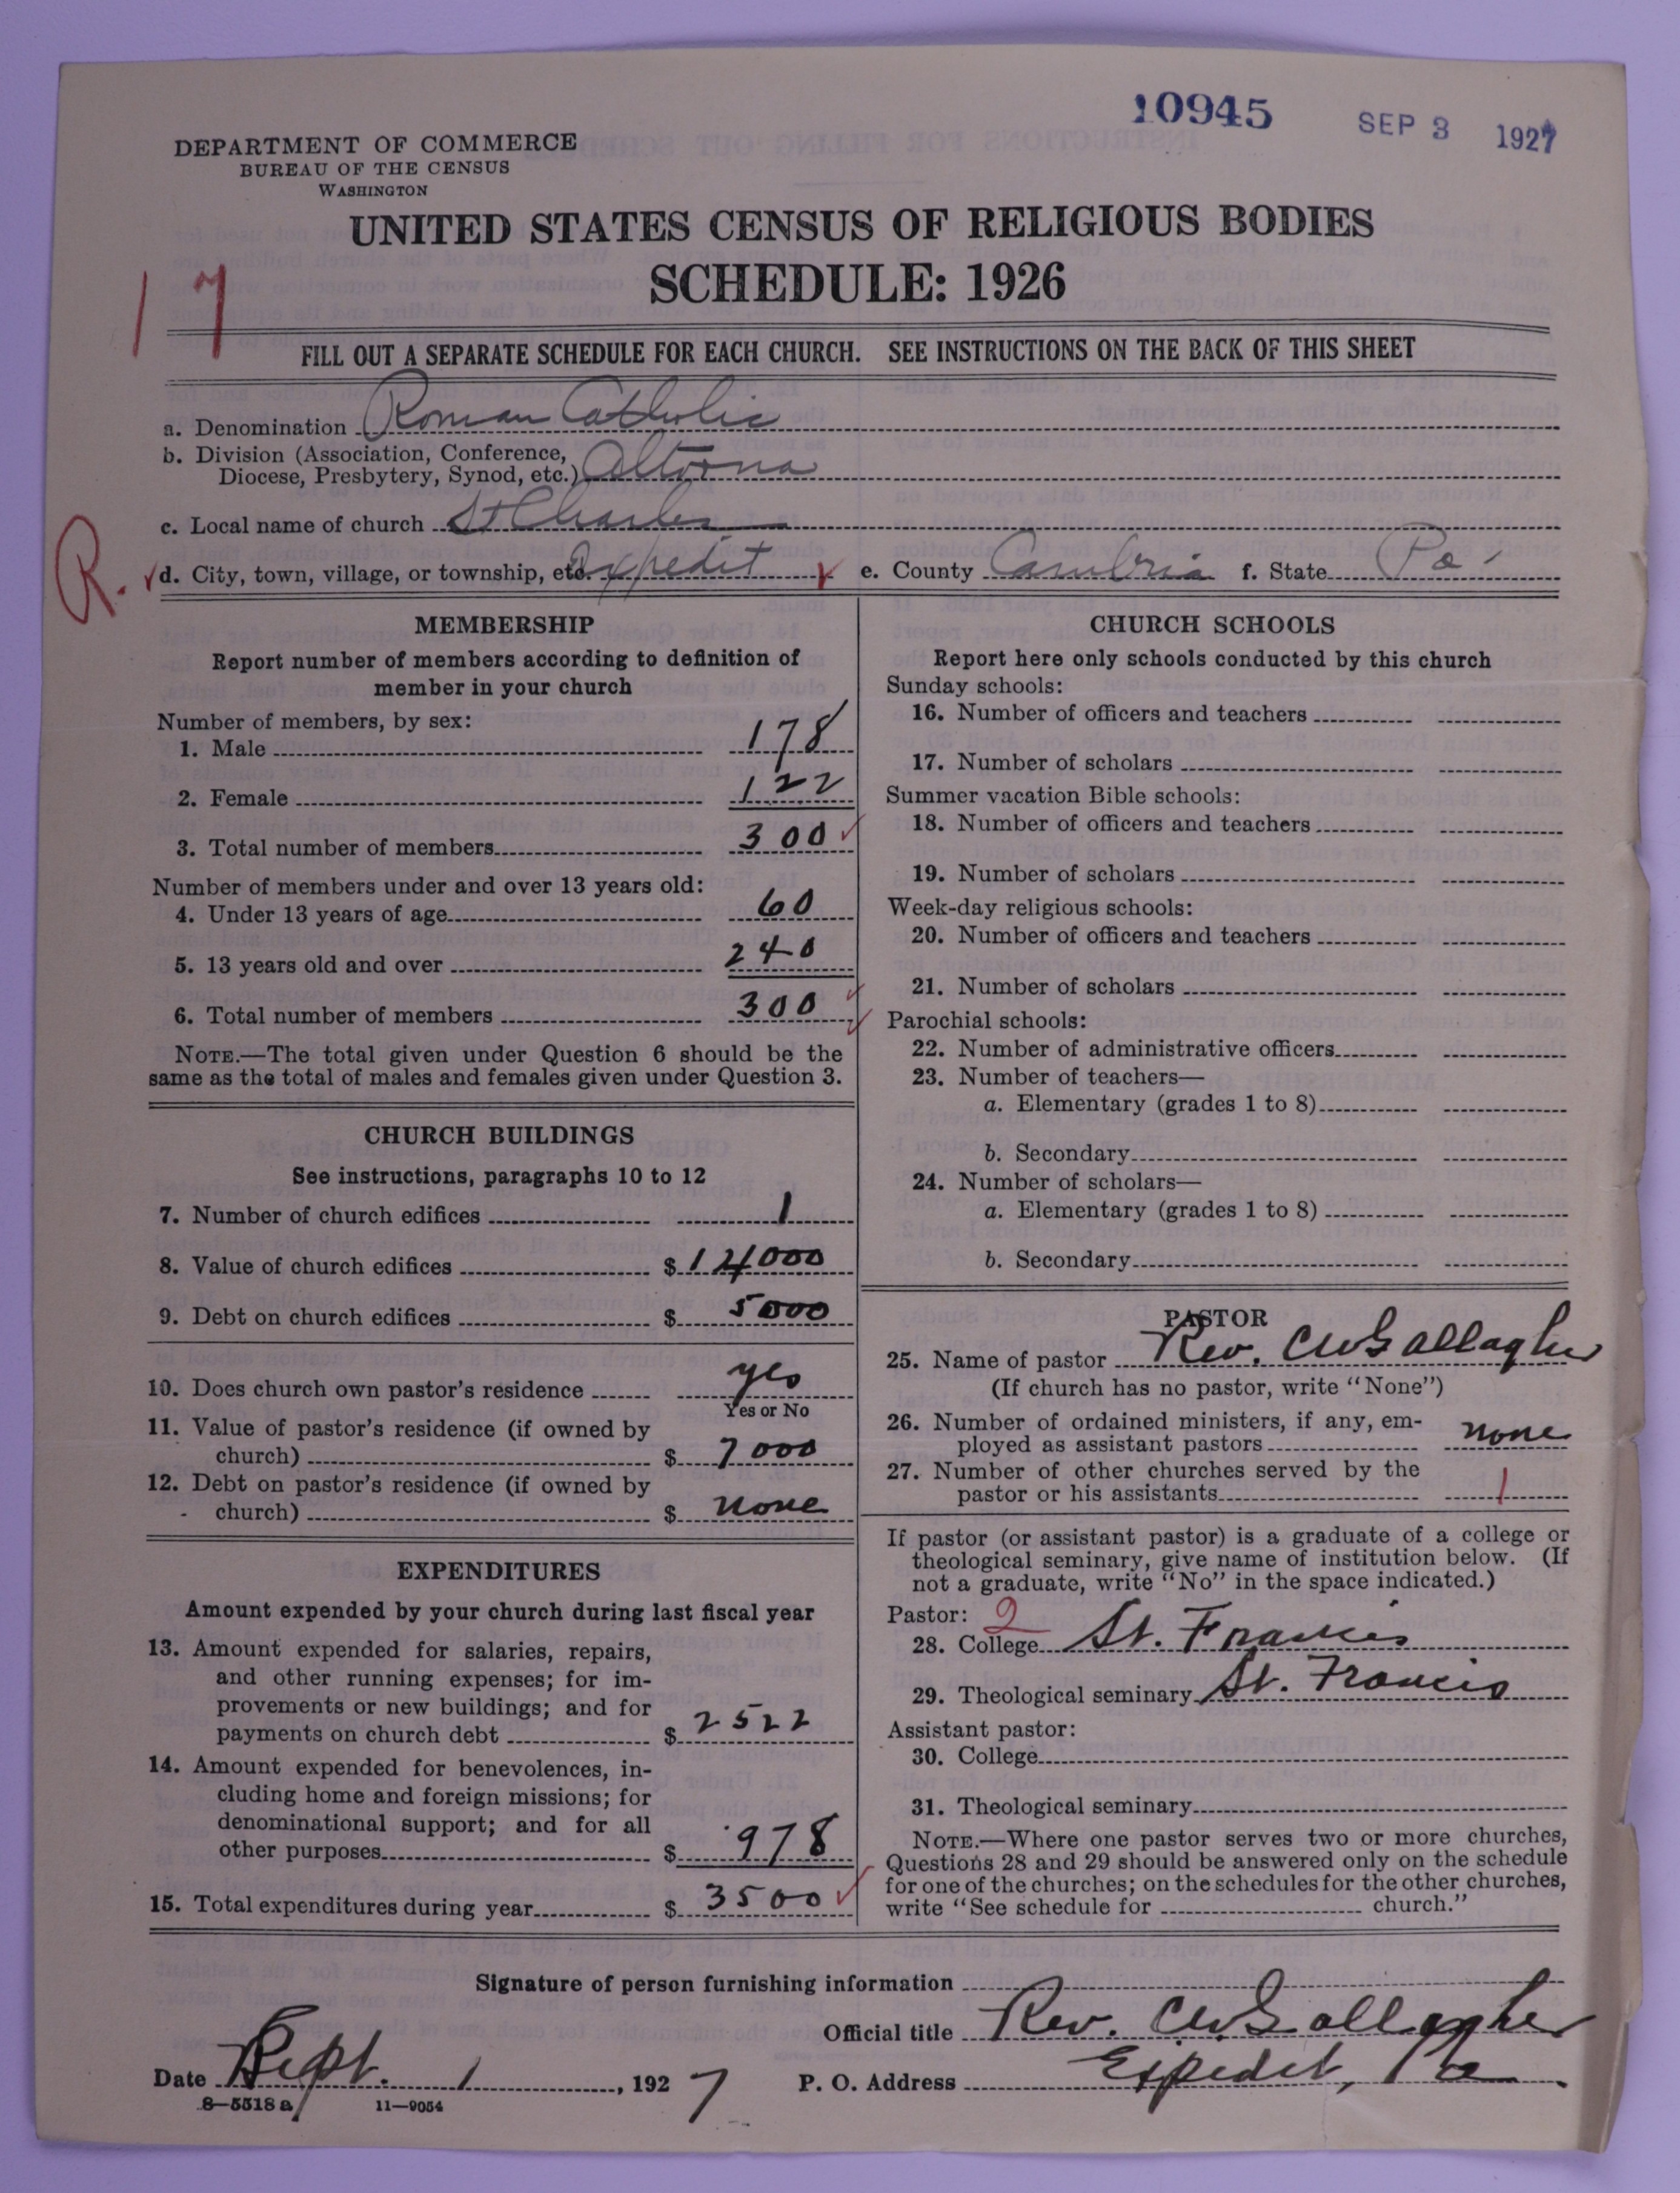 10945 SEP 3 1927
DEPARTMENT OF COMMERCE
BUREAU OF THE CENSUS
WASHINGTON
UNITED STATES CENSUS OF RELIGIOUS BODIES
SCHEDULE: 1926
17
FILL OUT A SEPARATE SCHEDULE FOR EACH CHURCH. SEE INSTRUCTIONS ON THE BACK OF THIS SHEET
a. Denomination Roman Catholic
b. Division (Association, Conference,
Diocese, Presbytery, Synod, etc.) Altoona
c. Local name of church St Charles
R. d. City, town, village, or township, etc. Expedit e. County Cambria f. State Pa.
MEMBERSHIP
Report number of members according to definition of
member in your church
Number of members, by sex:
1. Male 178
2. Female 122
3. Total number of members 300
Number of members under and over 13 years old:
4. Under 13 years of age 60
5. 13 years old and over 240
6. Total number of members 300
NOTE.—The total given under Question 6 should be the
same as the total of males and females given under Question 3.
CHURCH BUILDINGS
See instructions, paragraphs 10 to 12
7. Number of church edifices 1
8. Value of church edifices $ 14000
9. Debt on church edifices $ 5000
10. Does church own pastor's residence yes
Yes or No
11. Value of pastor's residence (if owned by
church) $ 7000
12. Debt on pastor's residence (if owned by
church) $ none
EXPENDITURES
Amount expended by your church during last fiscal year
13. Amount expended for salaries, repairs,
and other running expenses; for im-
provements or new buildings; and for
payments on church debt $ 2522
14. Amount expended for benevolences, in-
cluding home and foreign missions; for
denominational support; and for all
other purposes $ 978
15. Total expenditures during year $ 3500
CHURCH SCHOOLS
Report here only schools conducted by this church
Sunday schools:
16. Number of officers and teachers
17. Number of scholars
Summer vacation Bible schools:
18. Number of officers and teachers
19. Number of scholars
Week-day religious schools:
20. Number of officers and teachers
21. Number of scholars
Parochial schools:
22. Number of administrative officers
23. Number of teachers—
a. Elementary (grades 1 to 8)
b. Secondary
24. Number of scholars—
a. Elementary (grades 1 to 8)
b. Secondary
PASTOR
25. Name of pastor Rev. CW Gallagher
(If church has no pastor, write "None")
26. Number of ordained ministers, if any, em-
ployed as assistant pastors none
27. Number of other churches served by the
pastor or his assistants 1
If pastor (or assistant pastor) is a graduate of a college or
theological seminary, give name of institution below. (If
not a graduate, write "No" in the space indicated.)
Pastor: 2
28. College St. Francis
29. Theological seminary St. Francis
Assistant pastor:
30. College
31. Theological seminary
NOTE.—Where one pastor serves two or more churches,
Questions 28 and 29 should be answered only on the schedule
for one of the churches; on the schedules for the other churches,
write "See schedule for church."
Signature of person furnishing information
Official title Rev. CW Gallagher
Date Sept. 1, 1927 P. O. Address Expedit, Pa
8—5518 a 11—9054